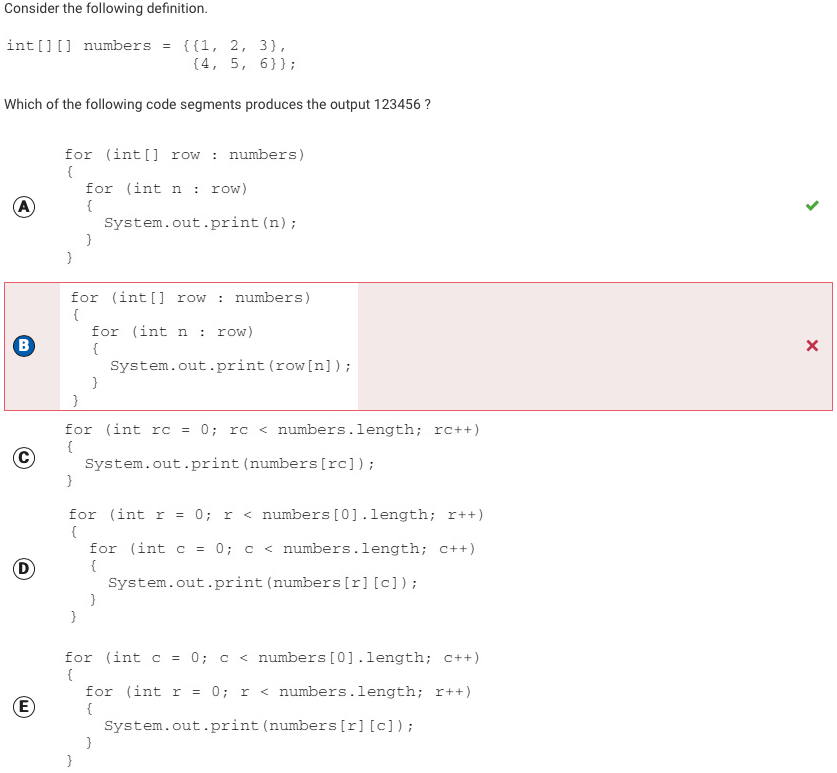 Consider the following definition.
int[][] numbers = {{1, 2, 3},
{4, 5, 6}};
Which of the following code segments produces the output 123456 ?
A
for (int[] row : numbers)
{
for (int n : row)
{
System.out.print(n);
}
}
B
for (int[] row : numbers)
{
for (int n : row)
{
System.out.print(row[n]);
}
}
C
for (int rc = 0; rc < numbers.length; rc++)
{
System.out.print(numbers[rc]);
}
D
for (int r = 0; r < numbers[0].length; r++)
{
for (int c = 0; c < numbers.length; c++)
{
System.out.print(numbers[r][c]);
}
}
E
for (int c = 0; c < numbers[0].length; c++)
{
for (int r = 0; r < numbers.length; r++)
{
System.out.print(numbers[r][c]);
}
}